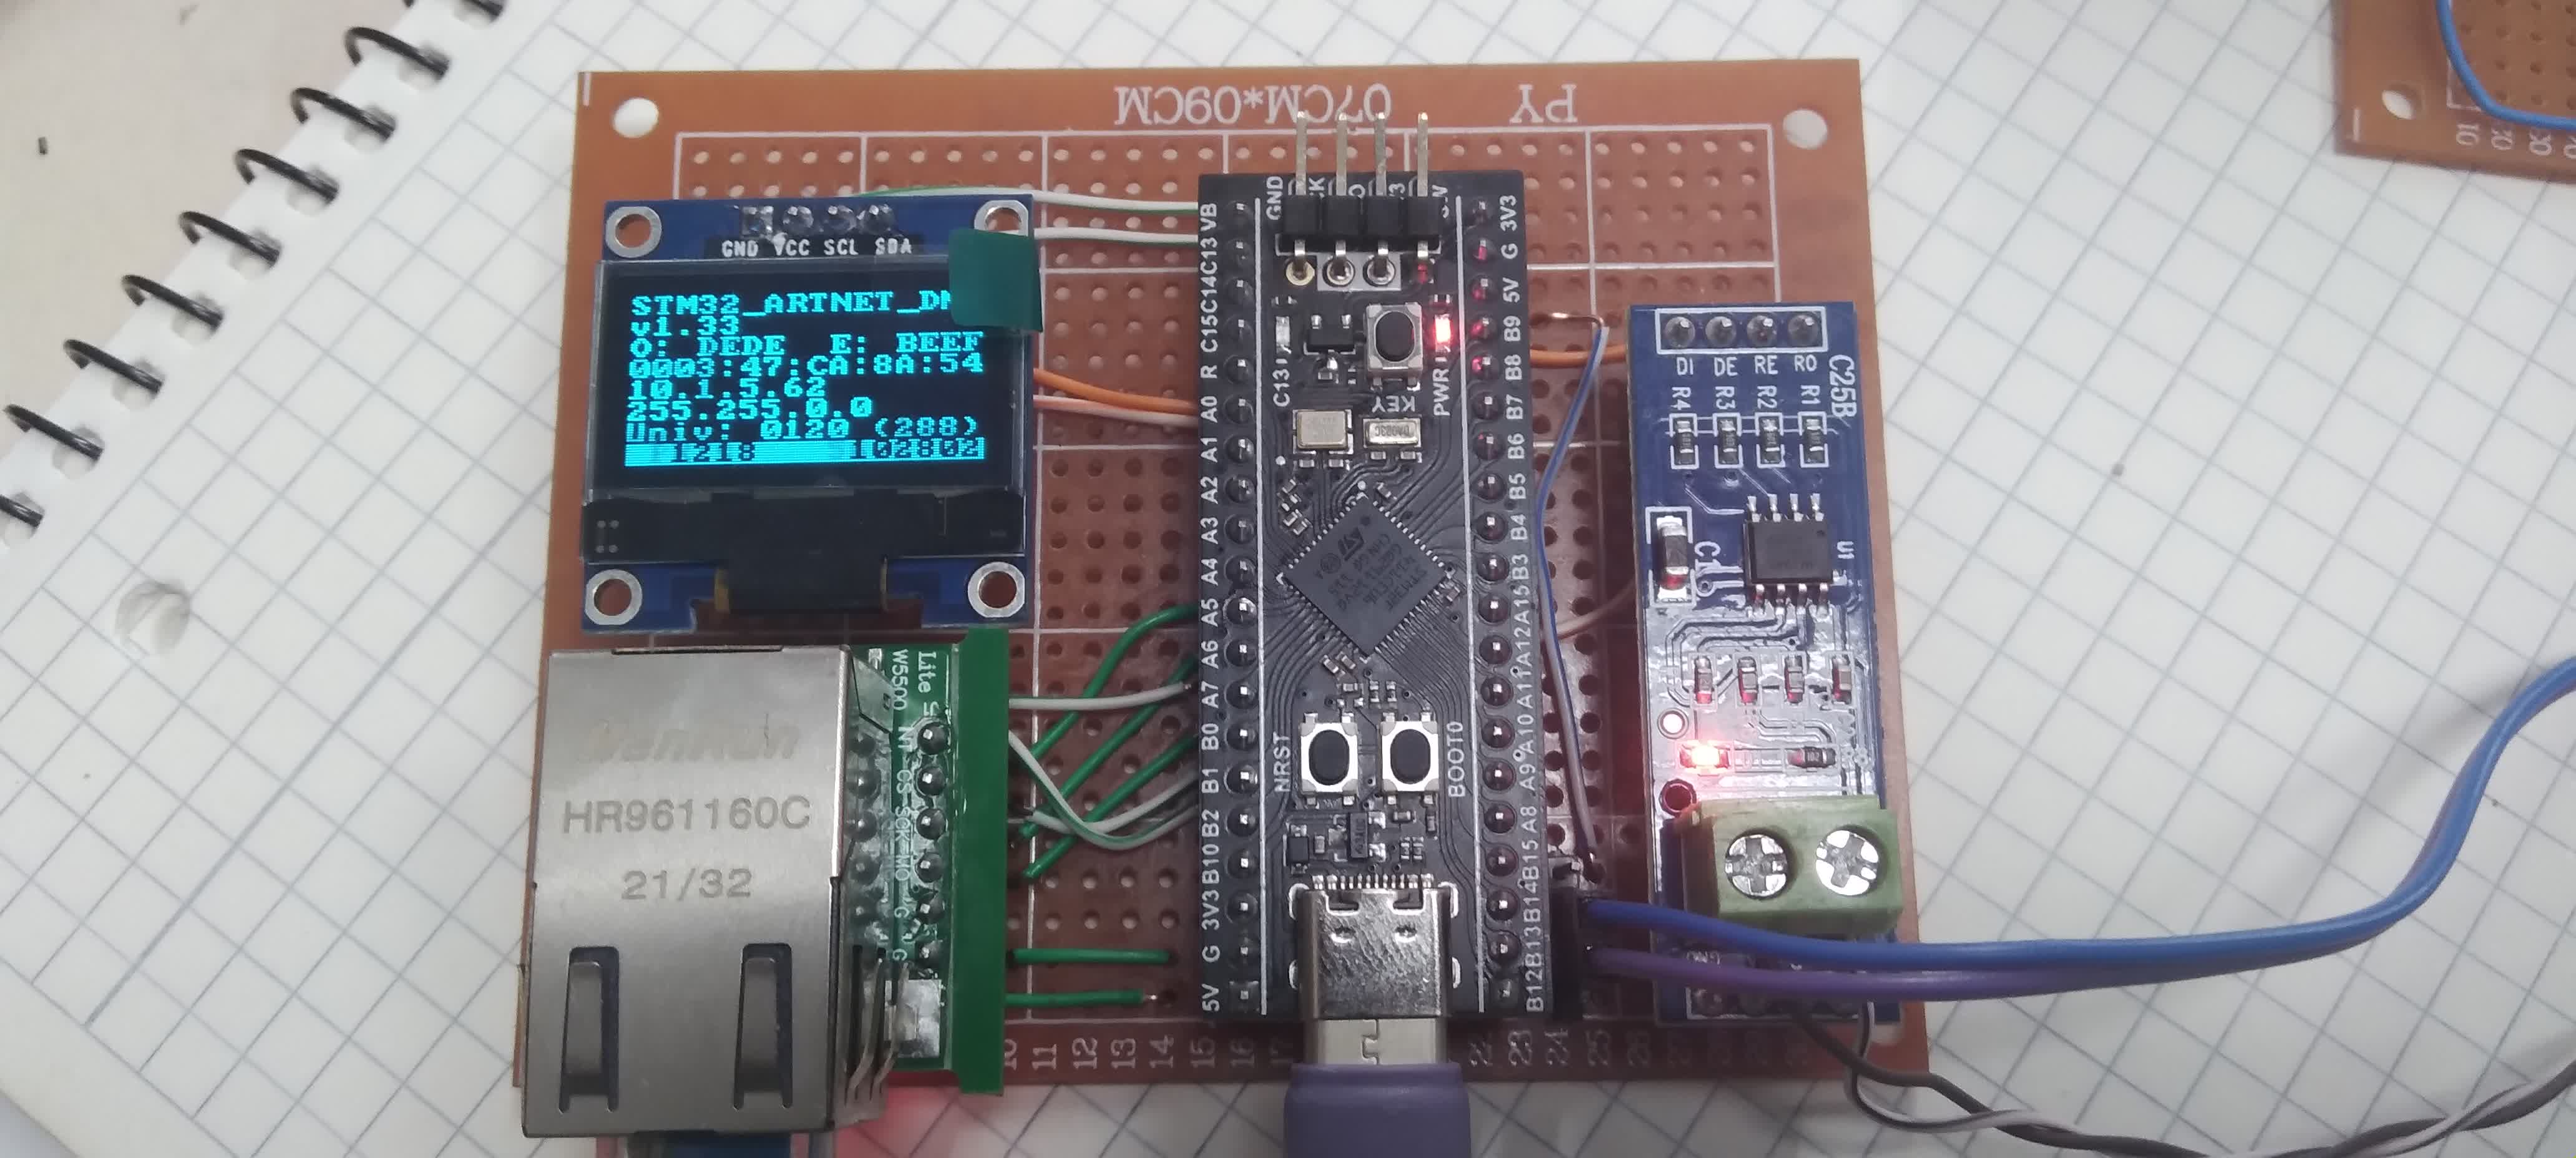 07CM*09CM PY
GND VCC SCL SDA
STM32_ARTNET_DM
v1.33
O: DEDE E: BEEF
0003:47:CA:8A:54
10.1.5.62
255.255.0.0
Univ: 0120 (288)
1218 102802
Lite
W5500
HR961160C
21/32
GND
VB
C13
C14
C15
R
A0
A1
A2
A3
A4
A5
A6
A7
B0
B1
B2
B10
3V3
G
5V
C13
KEY
PWR
NRST
BOOT0
3V3
G
5V
B9
B8
B7
B6
B5
B4
B3
A15
A12
A11
A10
A9
A8
B15
B14
B13
B12
DI DE RE RO
C25B
R4 R3 R2 R1
C1
U1
10 11 12 13 14 15 16 17
22 23 24 25 26
01 02 03